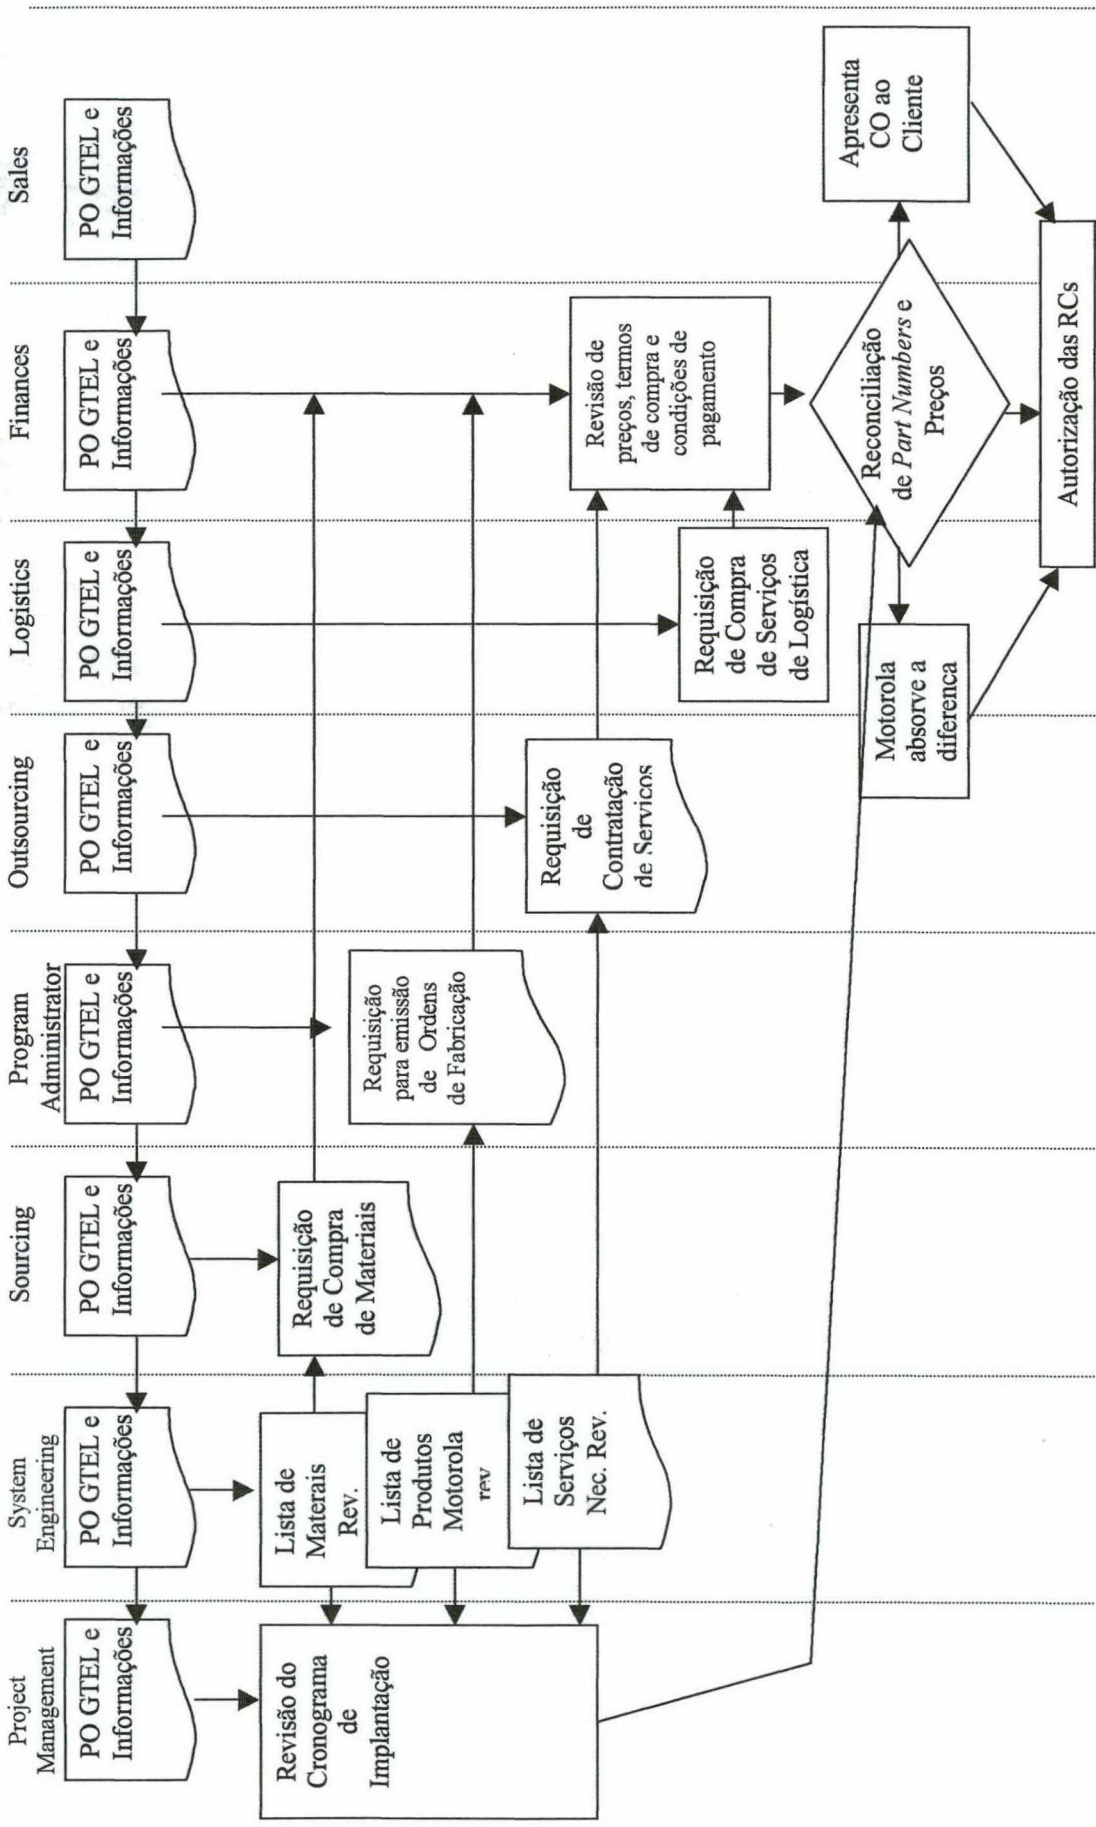 Project
Management
System
Engineering
Sourcing
Program
Administrator
Outsourcing
Logistics
Finances
Sales
PO GTEL e
Informações
PO GTEL e
Informações
PO GTEL e
Informações
PO GTEL e
Informações
PO GTEL e
Informações
PO GTEL e
Informações
PO GTEL e
Informações
PO GTEL e
Informações
Revisão do
Cronograma
de
Implantação
Lista de
Materais
Rev.
Lista de
Produtos
Motorola
rev
Lista de
Serviços
Nec. Rev.
Requisição
de Compra
de Materiais
Requisição
para emissão
de Ordens
de Fabricação
Requisição
de
Contratação
de Servicos
Requisição
de Compra
de Serviços
de Logística
Revisão de
preços, termos
de compra e
condições de
pagamento
Reconciliação
de Part Numbers e
Preços
Apresenta
CO ao
Cliente
Motorola
absorve a
diferenca
Autorização das RCs